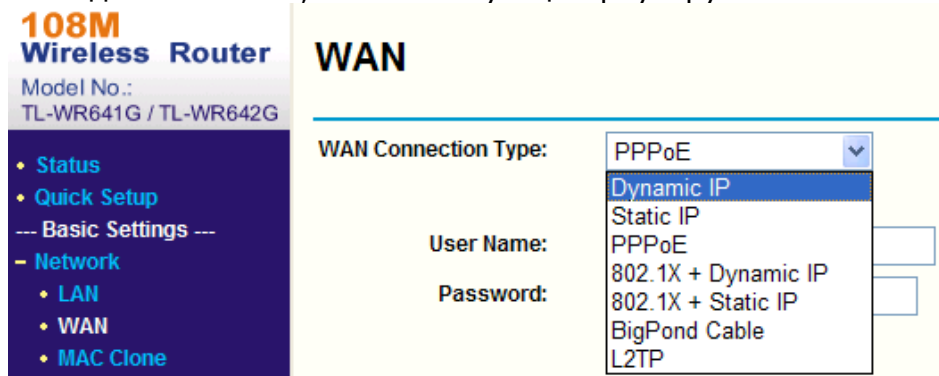 108M
Wireless Router
Model No.:
TL-WR641G / TL-WR642G
• Status
• Quick Setup
--- Basic Settings ---
– Network
• LAN
• WAN
• MAC Clone
WAN
WAN Connection Type:
PPPoE
Dynamic IP
Static IP
PPPoE
802.1X + Dynamic IP
802.1X + Static IP
BigPond Cable
L2TP
User Name:
Password: